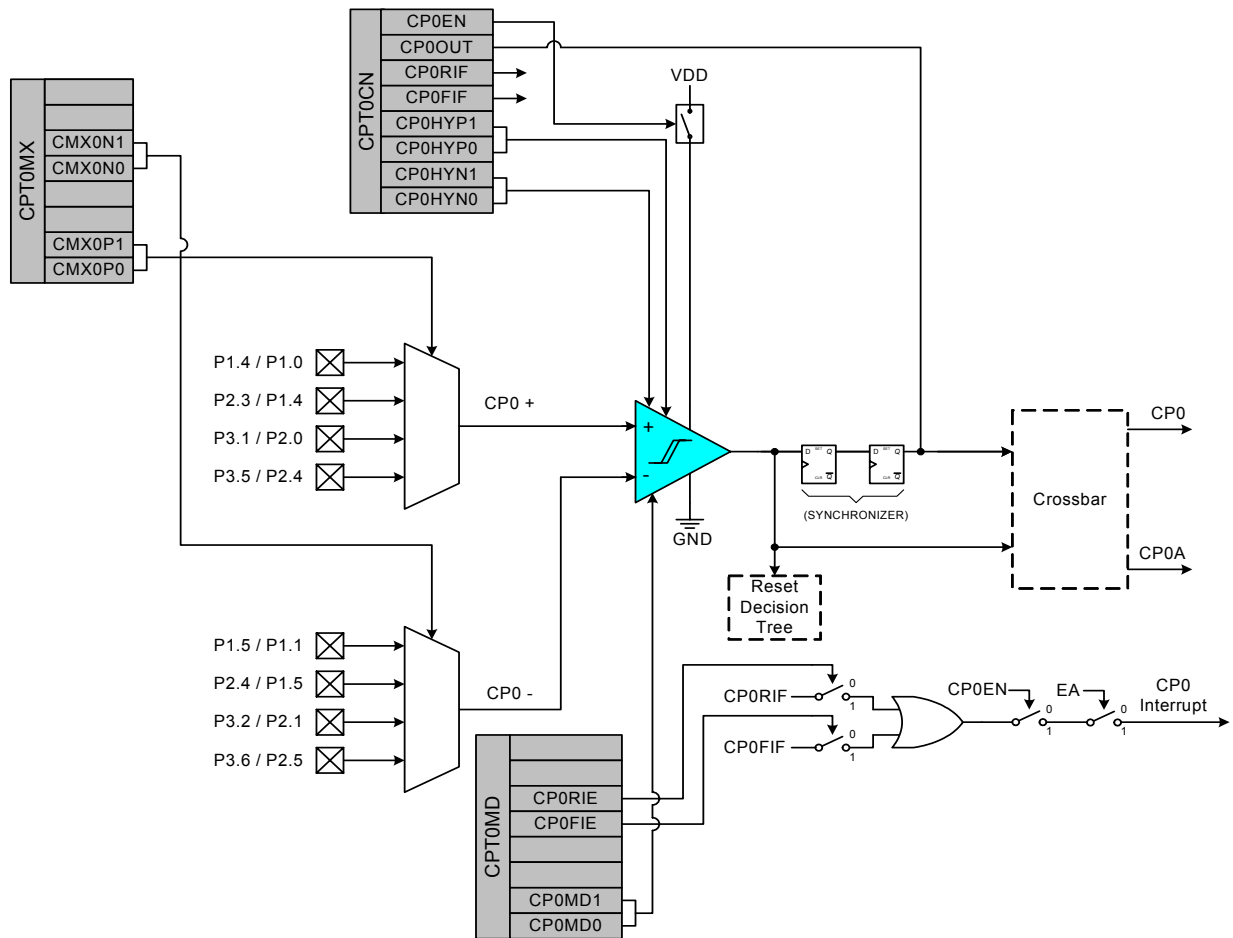 CPT0CN
CP0EN
CP0OUT
CP0RIF
CP0FIF
CP0HYP1
CP0HYP0
CP0HYN1
CP0HYN0
VDD
CPT0MX
CMX0N1
CMX0N0
CMX0P1
CMX0P0
P1.4 / P1.0
P2.3 / P1.4
P3.1 / P2.0
P3.5 / P2.4
CP0 +
+
-
GND
D SET Q
CLR Q
D SET Q
CLR Q
(SYNCHRONIZER)
Reset
Decision
Tree
Crossbar
CP0
CP0A
P1.5 / P1.1
P2.4 / P1.5
P3.2 / P2.1
P3.6 / P2.5
CP0 -
CP0RIF
0
1
CP0FIF
0
1
CP0EN
0
1
EA
0
1
CP0
Interrupt
CPT0MD
CP0RIE
CP0FIE
CP0MD1
CP0MD0